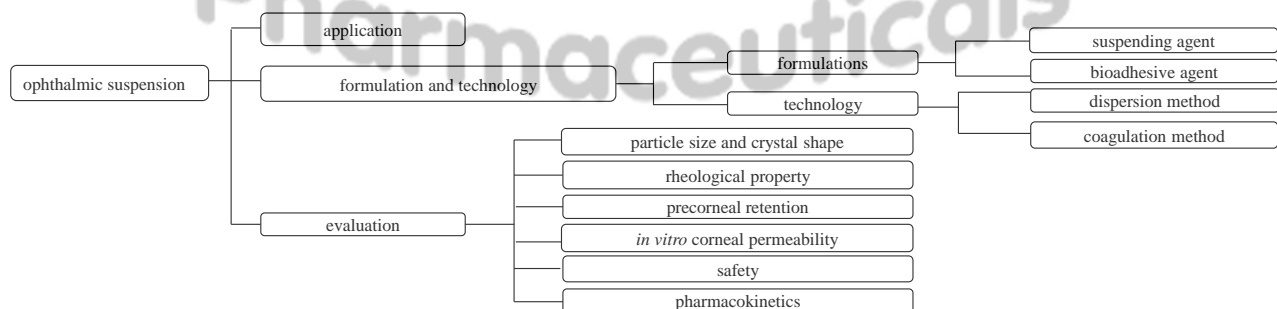 Pharmaceuticals
application
suspending agent
formulations
ophthalmic suspension
formulation and technology
bioadhesive agent
technology
dispersion method
coagulation method
particle size and crystal shape
rheological property
precorneal retention
evaluation
in vitro corneal permeability
safety
pharmacokinetics